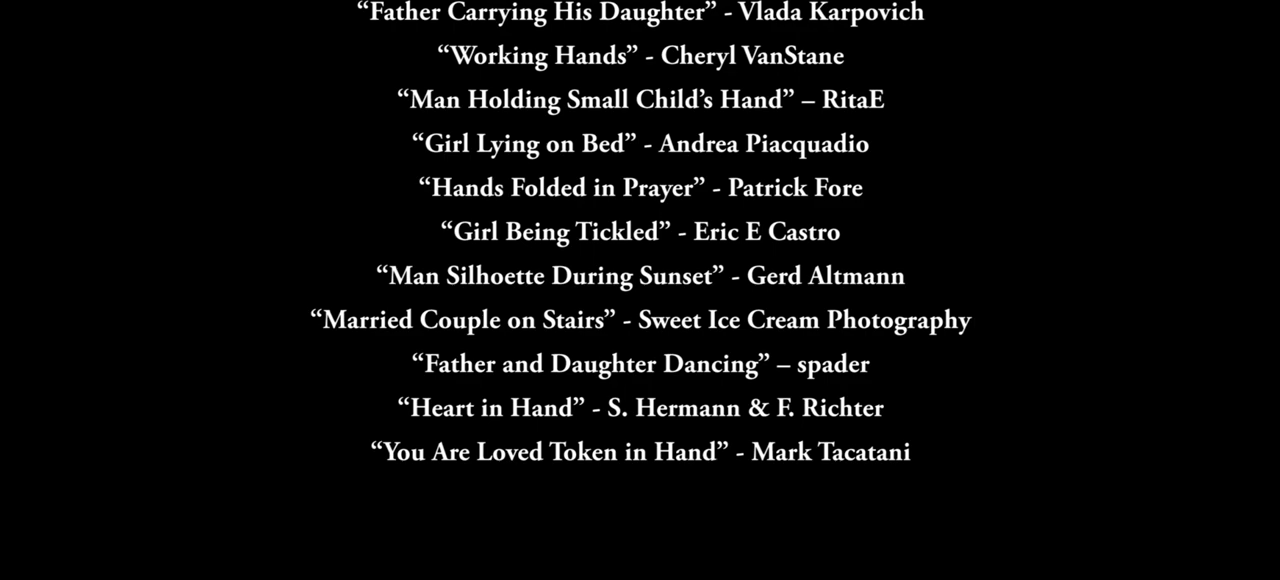 “Father Carrying His Daughter” - Vlada Karpovich
“Working Hands” - Cheryl VanStane
“Man Holding Small Child’s Hand” – RitaE
“Girl Lying on Bed” - Andrea Piacquadio
“Hands Folded in Prayer” - Patrick Fore
“Girl Being Tickled” - Eric E Castro
“Man Silhoette During Sunset” - Gerd Altmann
“Married Couple on Stairs” - Sweet Ice Cream Photography
“Father and Daughter Dancing” – spader
“Heart in Hand” - S. Hermann & F. Richter
“You Are Loved Token in Hand” - Mark Tacatani